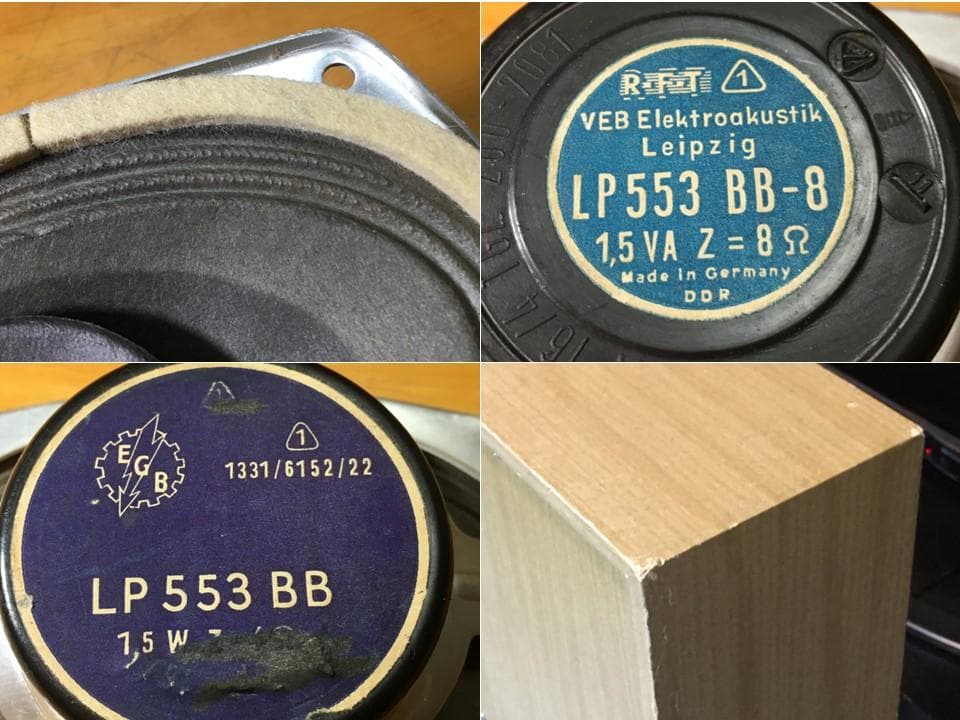 R·F·T 1
VEB Elektroakustik
Leipzig
LP553 BB-8
1,5 VA Z = 8 Ω
Made in Germany
DDR
EGB
1
1331/6152/22
LP 553 BB
1,5 W